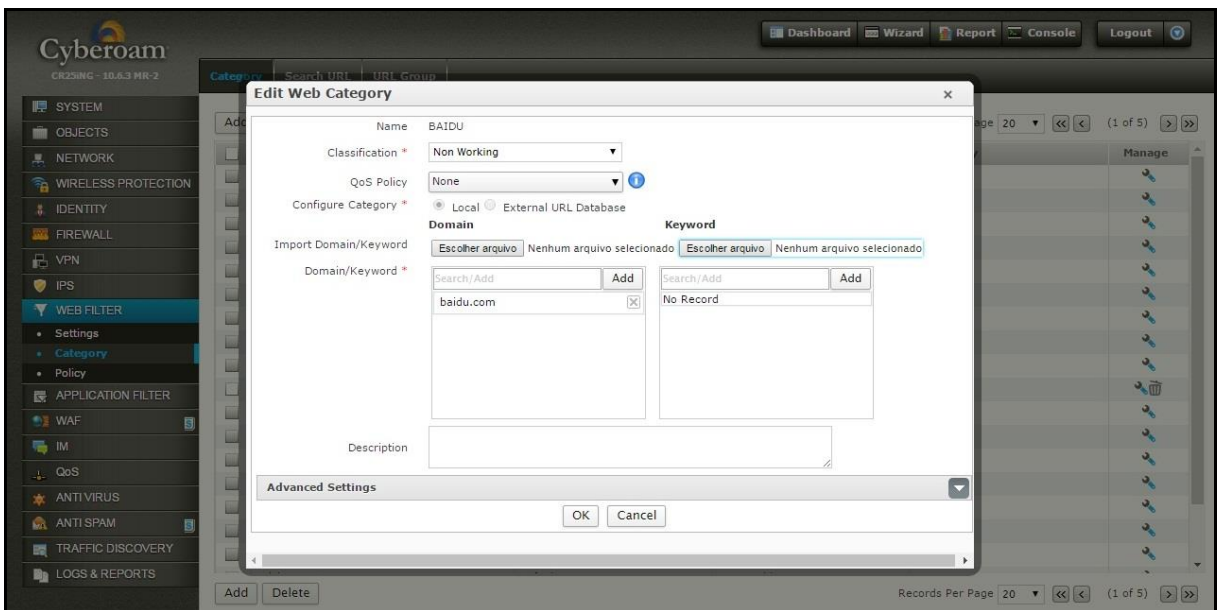 Cyberoam
CR25iNG - 10.6.3 MR-2
Dashboard Wizard Report Console Logout
Category Search URL URL Group
SYSTEM
OBJECTS
NETWORK
WIRELESS PROTECTION
IDENTITY
FIREWALL
VPN
IPS
WEB FILTER
Settings
Category
Policy
APPLICATION FILTER
WAF
IM
QoS
ANTI VIRUS
ANTI SPAM
TRAFFIC DISCOVERY
LOGS & REPORTS
20 (1 of 5)
Manage
Edit Web Category ×
Name BAIDU
Classification * Non Working
QoS Policy None
Configure Category * Local External URL Database
Domain Keyword
Import Domain/Keyword Escolher arquivo Nenhum arquivo selecionado Escolher arquivo Nenhum arquivo selecionado
Domain/Keyword * Search/Add Add Search/Add Add
baidu.com No Record
Description
Advanced Settings
OK Cancel
Add Delete Records Per Page 20 (1 of 5)